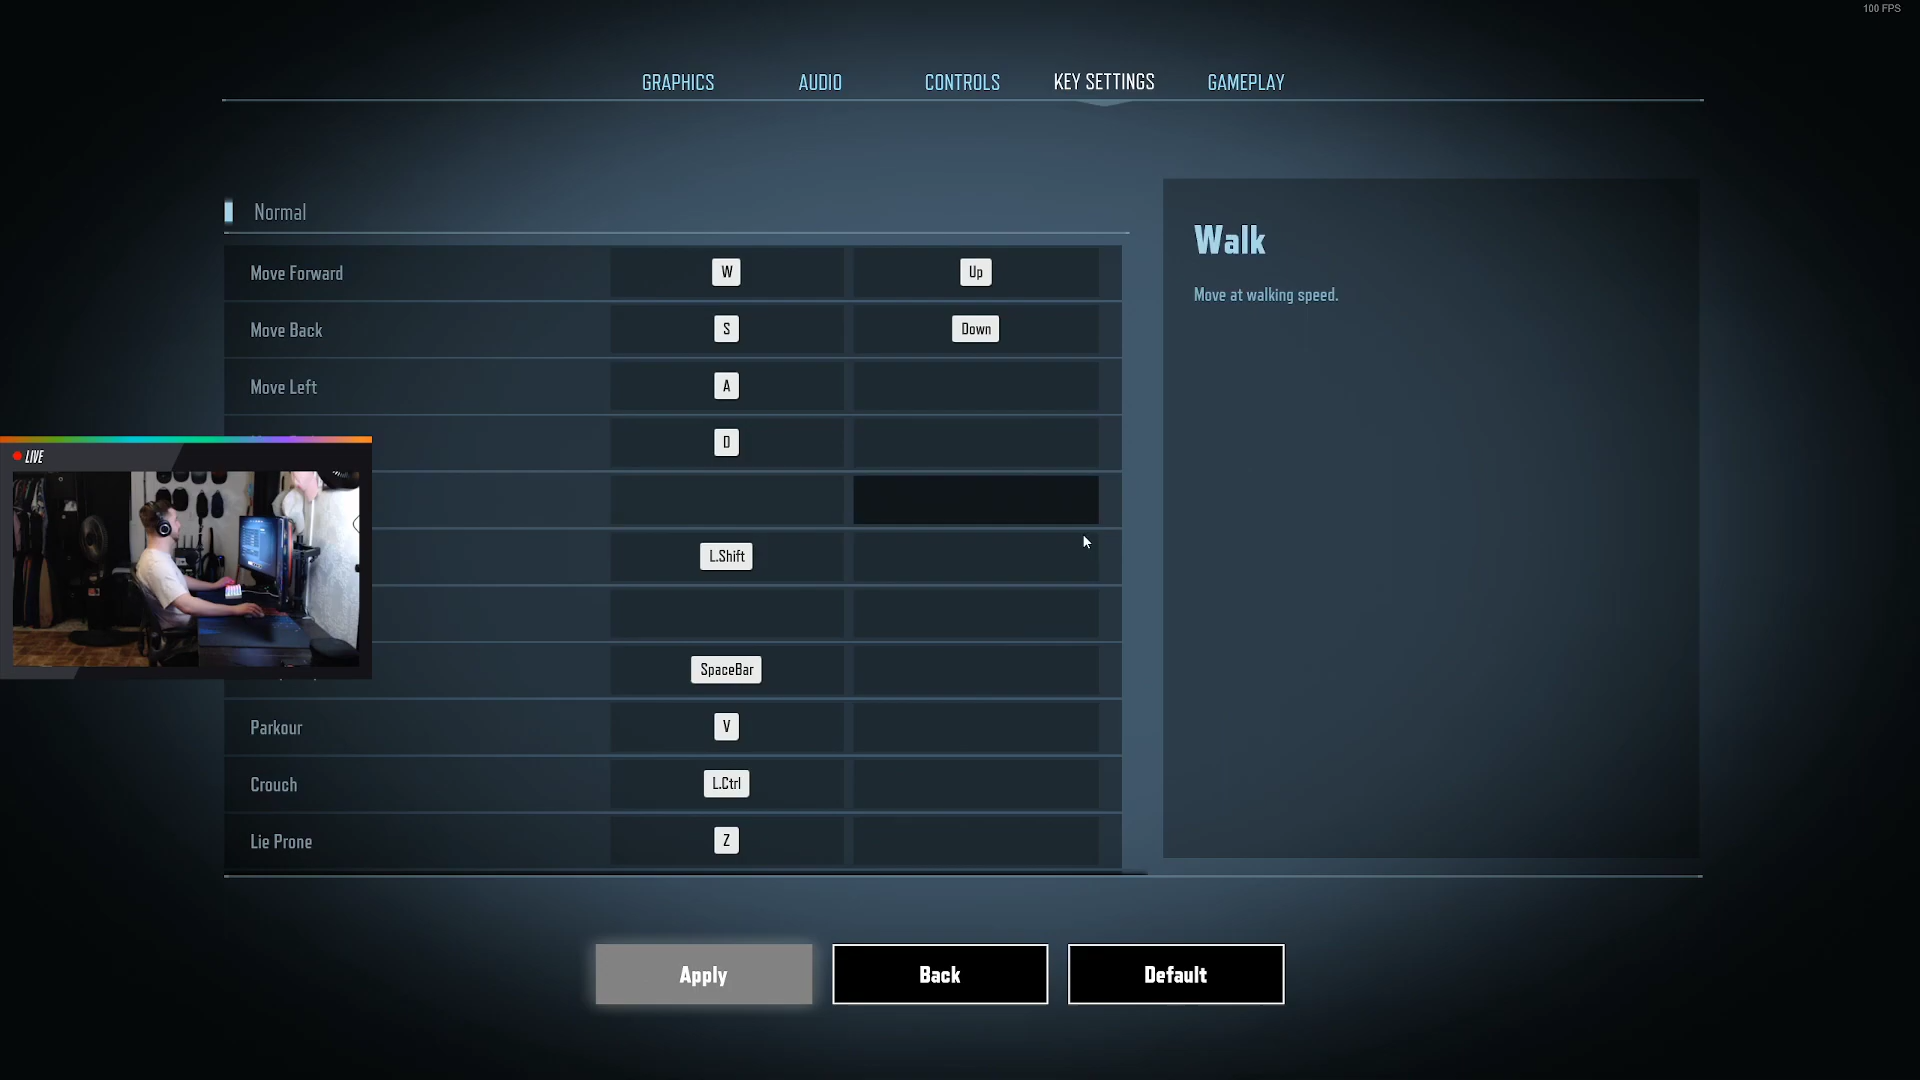 100 FPS
GRAPHICS AUDIO CONTROLS KEY SETTINGS GAMEPLAY
Normal
Walk
Move at walking speed.
Move Forward W Up
Move Back S Down
Move Left A
D
LIVE
L.Shift
SpaceBar
Parkour V
Crouch L.Ctrl
Lie Prone Z
Apply Back Default